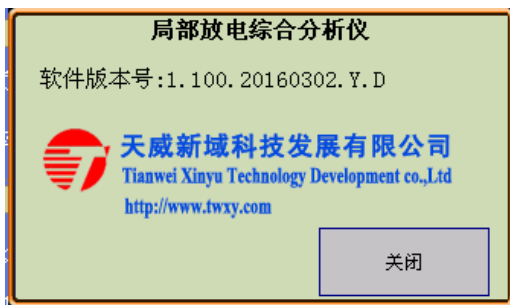 局部放电综合分析仪
软件版本号:1.100.20160302.Y.D
天威新域科技发展有限公司
Tianwei Xinyu Technology Development co.,Ltd
http://www.twxy.com
关闭